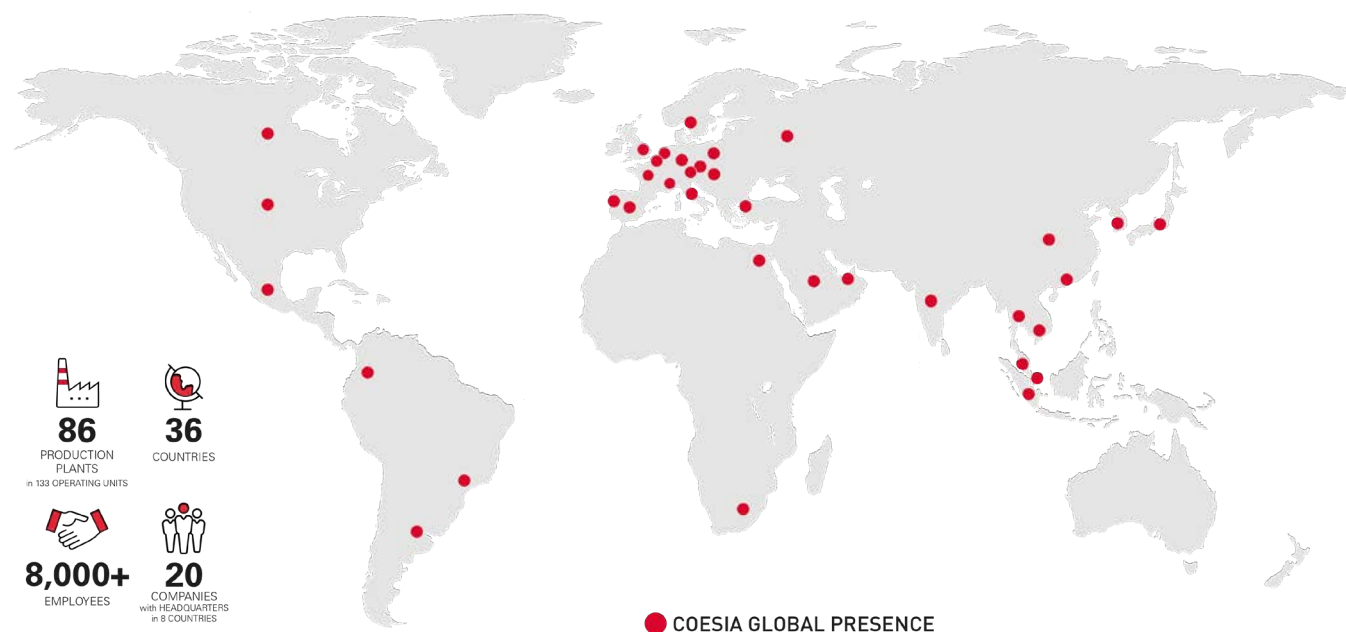 86
PRODUCTION
PLANTS
in 133 OPERATING UNITS
36
COUNTRIES
8,000+
EMPLOYEES
20
COMPANIES
with HEADQUARTERS
in 8 COUNTRIES
COESIA GLOBAL PRESENCE